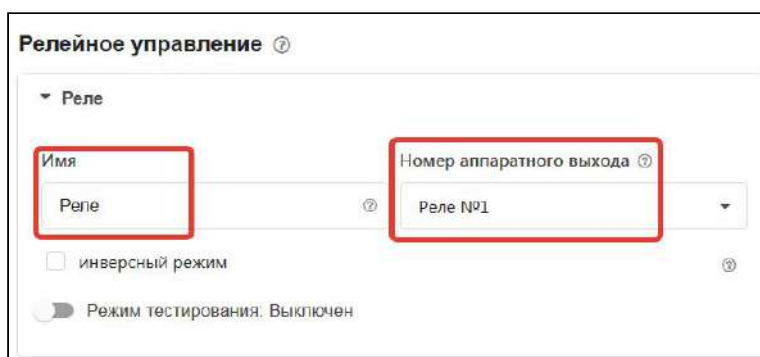 Релейное управление
Реле
Имя
Номер аппаратного выхода
Реле
Реле №1
инверсный режим
Режим тестирования: Выключен